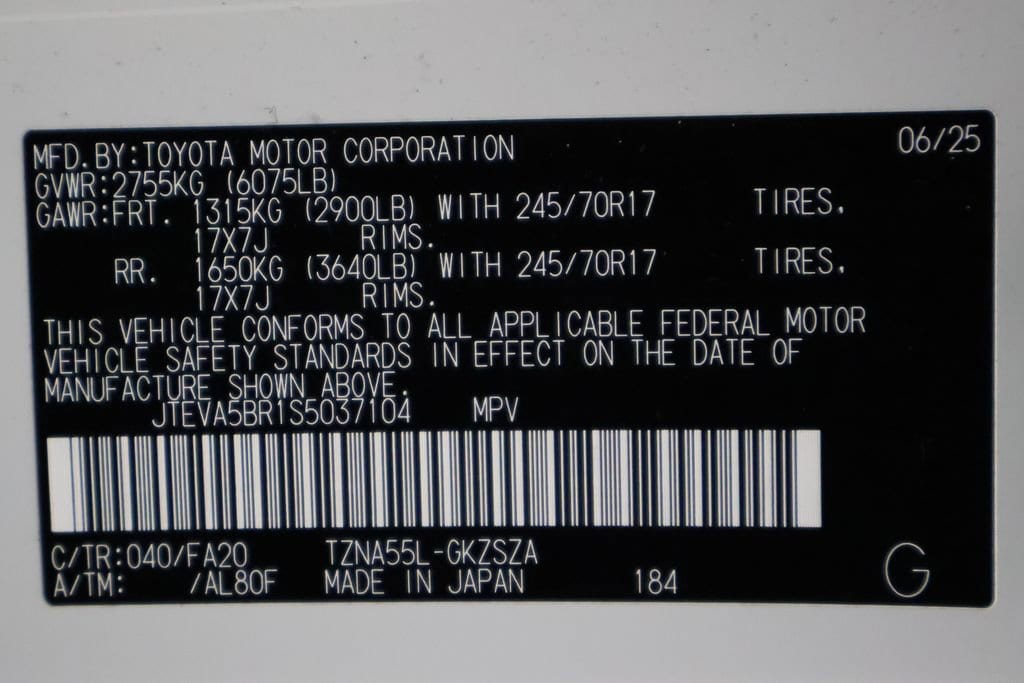 MFD.BY:TOYOTA MOTOR CORPORATION 06/25
GVWR:2755KG (6075LB)
GAWR:FRT. 1315KG (2900LB) WITH 245/70R17 TIRES.
17X7J RIMS.
RR. 1650KG (3640LB) WITH 245/70R17 TIRES.
17X7J RIMS.
THIS VEHICLE CONFORMS TO ALL APPLICABLE FEDERAL MOTOR
VEHICLE SAFETY STANDARDS IN EFFECT ON THE DATE OF
MANUFACTURE SHOWN ABOVE.
JTEVA5BR1S5037104 MPV
C/TR:040/FA20 TZNA55L-GKZSZA
A/TM: /AL80F MADE IN JAPAN 184 G